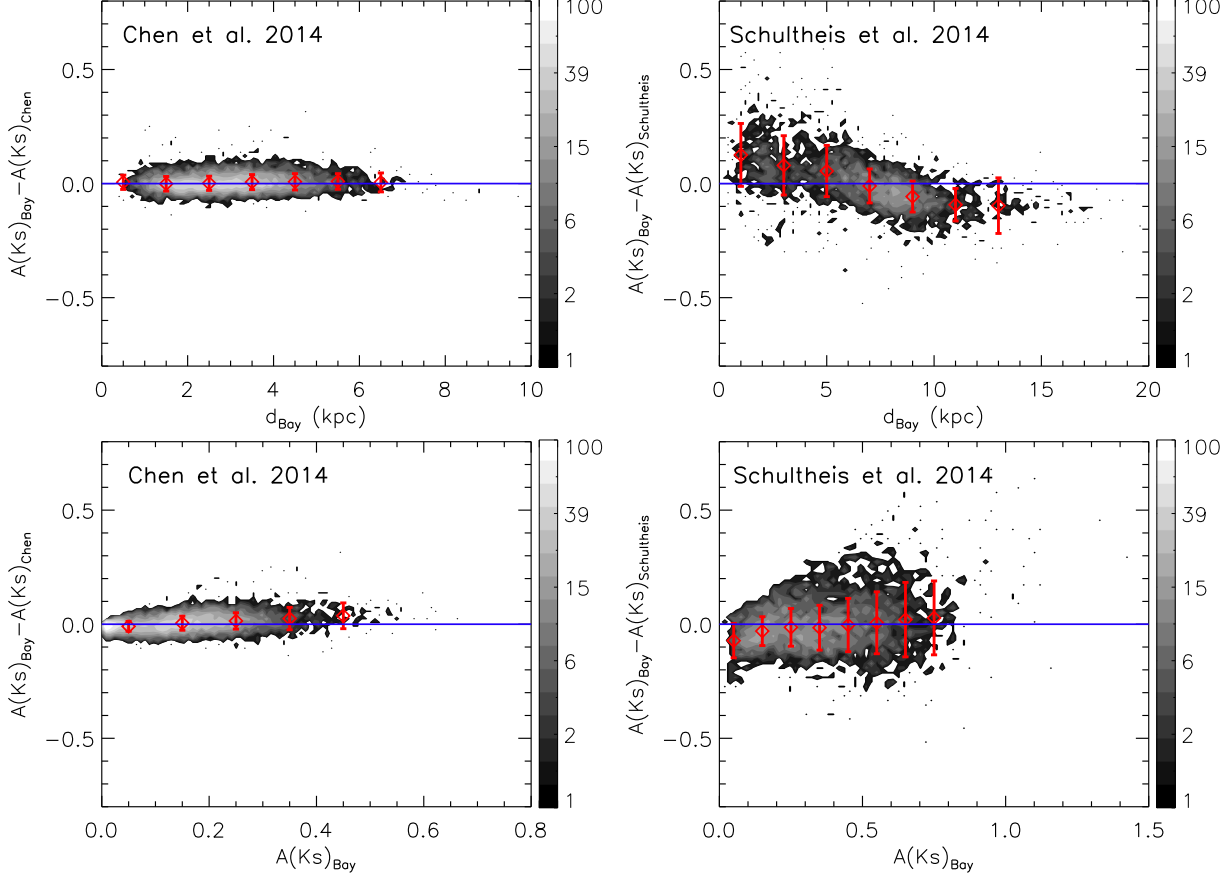 Chen et al. 2014
0.5
0.0
−0.5
A(Ks)Bay−A(Ks)Chen
0 2 4 6 8 10
dBay (kpc)
100
39
15
6
2
1
Schultheis et al. 2014
0.5
0.0
−0.5
A(Ks)Bay−A(Ks)Schultheis
0 5 10 15 20
dBay (kpc)
100
39
15
6
2
1
Chen et al. 2014
0.5
0.0
−0.5
A(Ks)Bay−A(Ks)Chen
0.0 0.2 0.4 0.6 0.8
A(Ks)Bay
100
39
15
6
2
1
Schultheis et al. 2014
0.5
0.0
−0.5
A(Ks)Bay−A(Ks)Schultheis
0.0 0.5 1.0 1.5
A(Ks)Bay
100
39
15
6
2
1